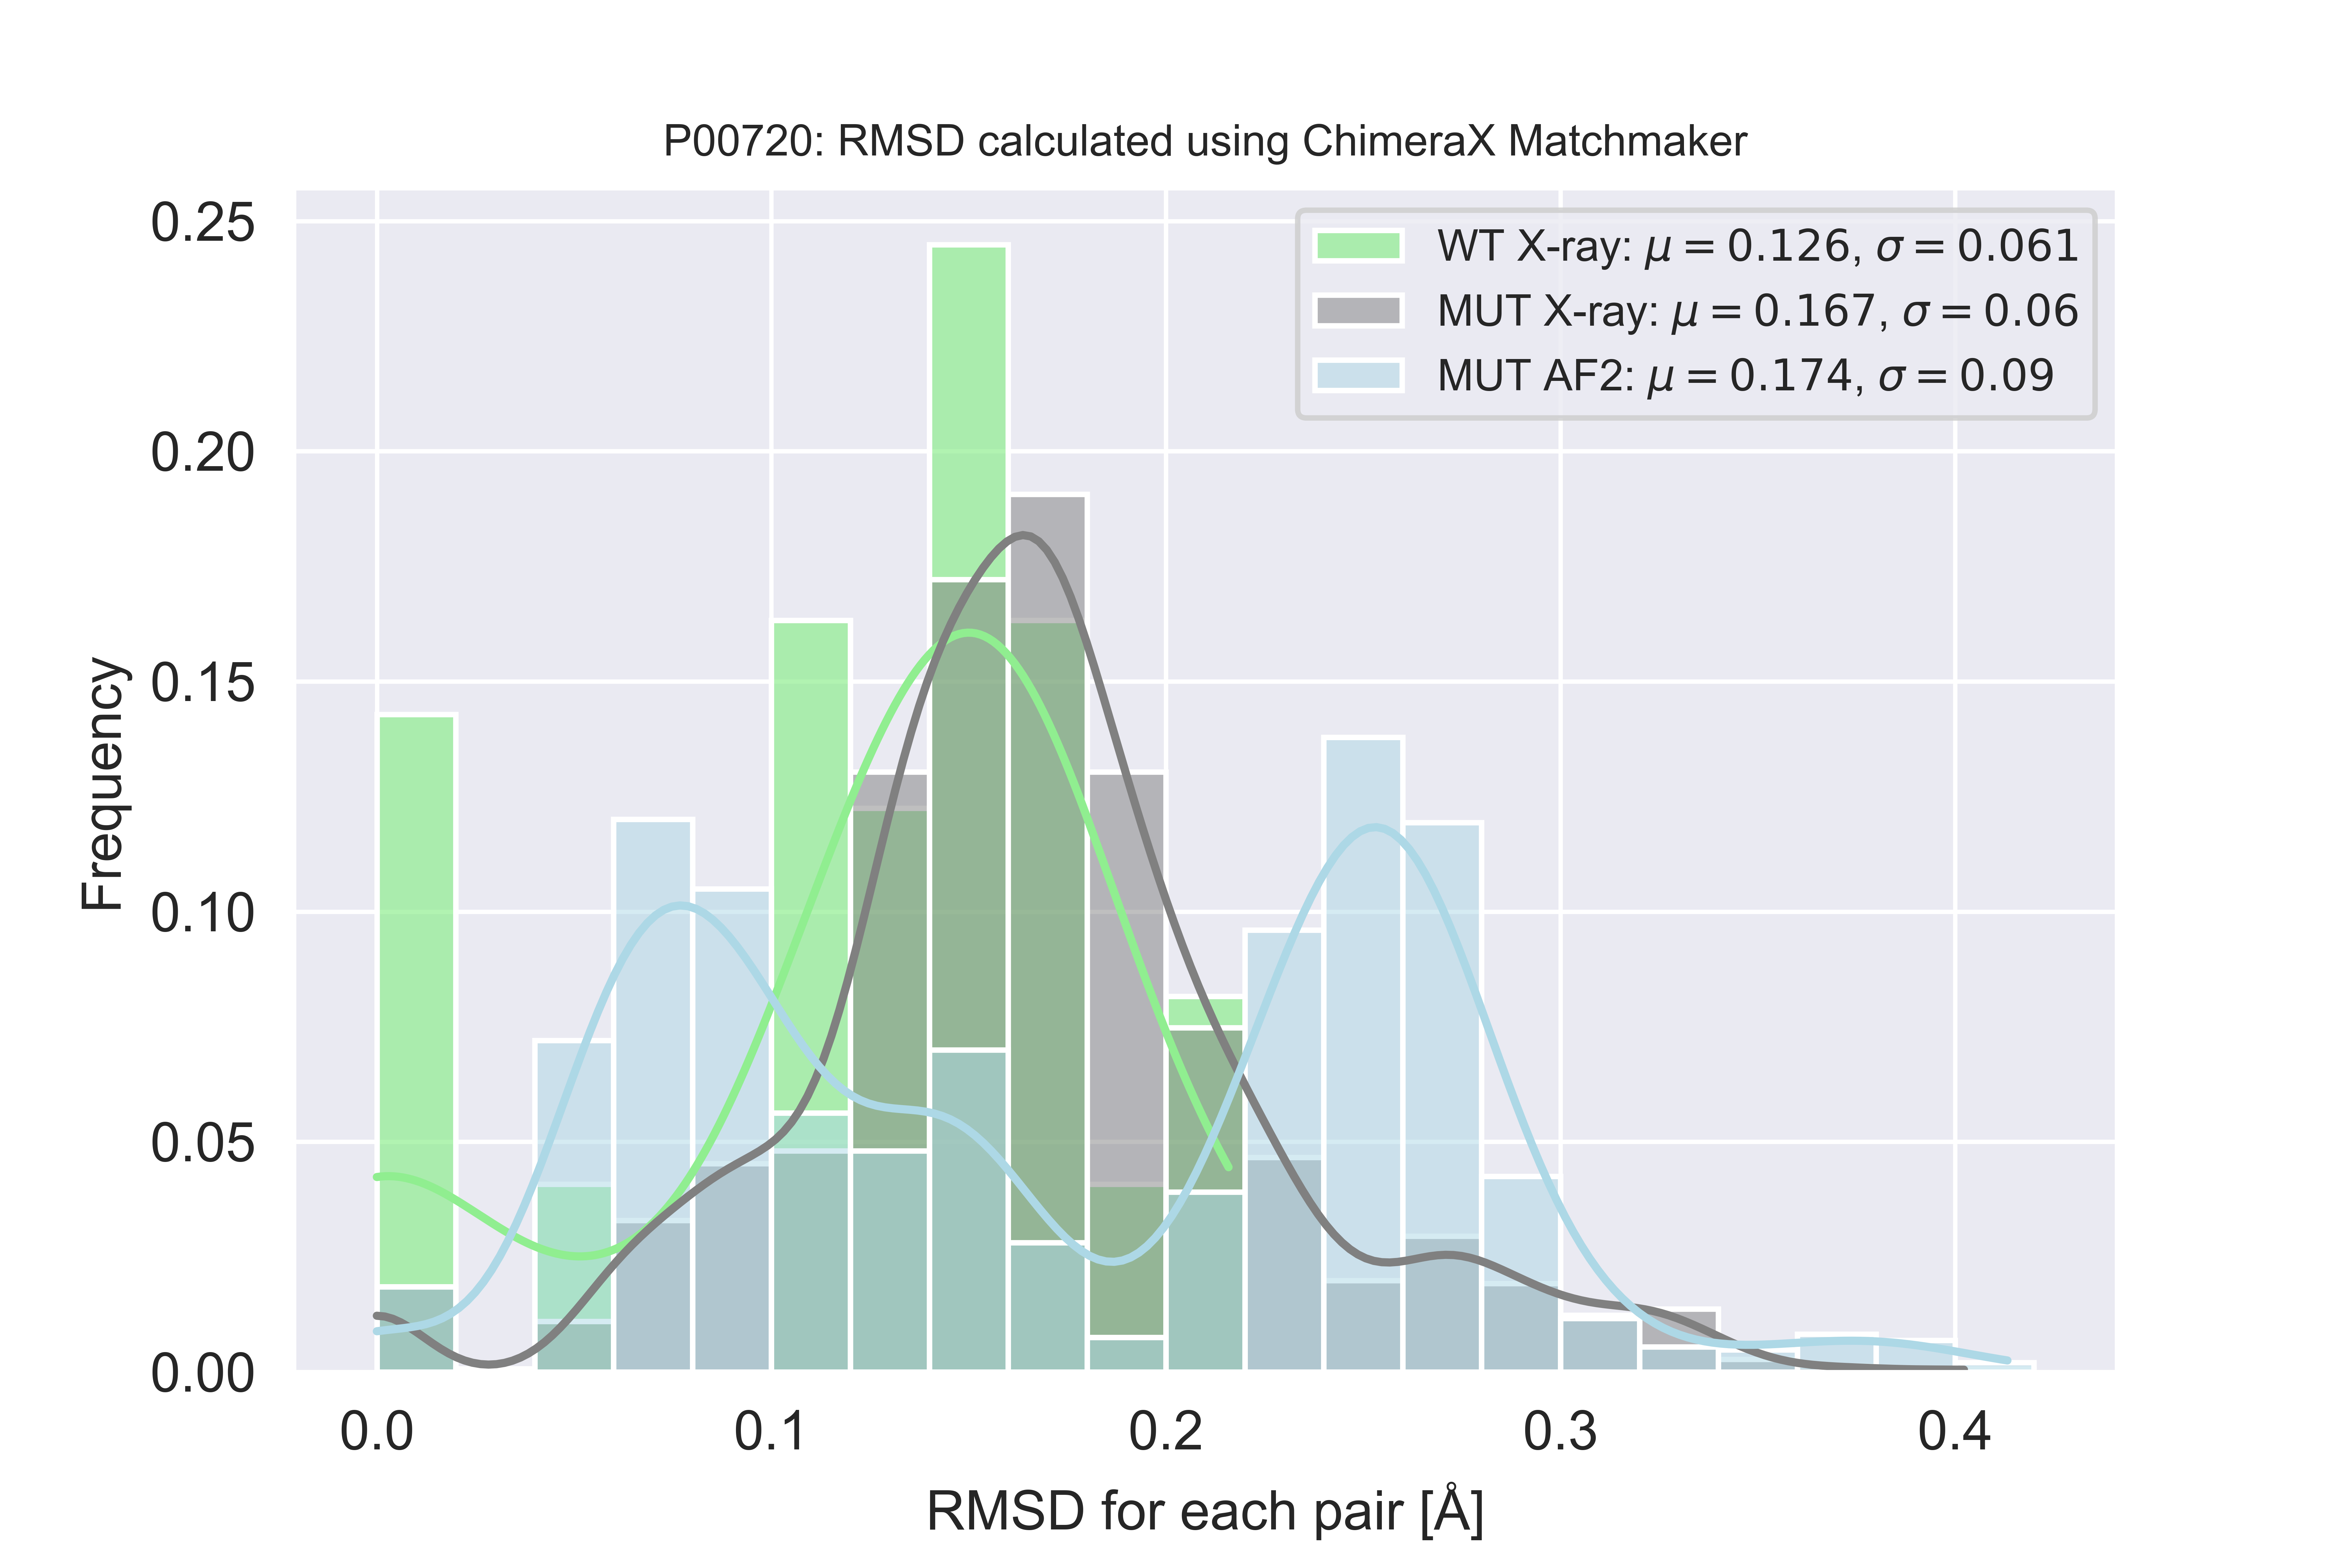 P00720: RMSD calculated using ChimeraX Matchmaker
0.25
0.20
0.15
0.10
0.05
0.00
Frequency
WT X-ray: μ = 0.126, σ = 0.061
MUT X-ray: μ = 0.167, σ = 0.06
MUT AF2: μ = 0.174, σ = 0.09
0.0 0.1 0.2 0.3 0.4
RMSD for each pair [Å]